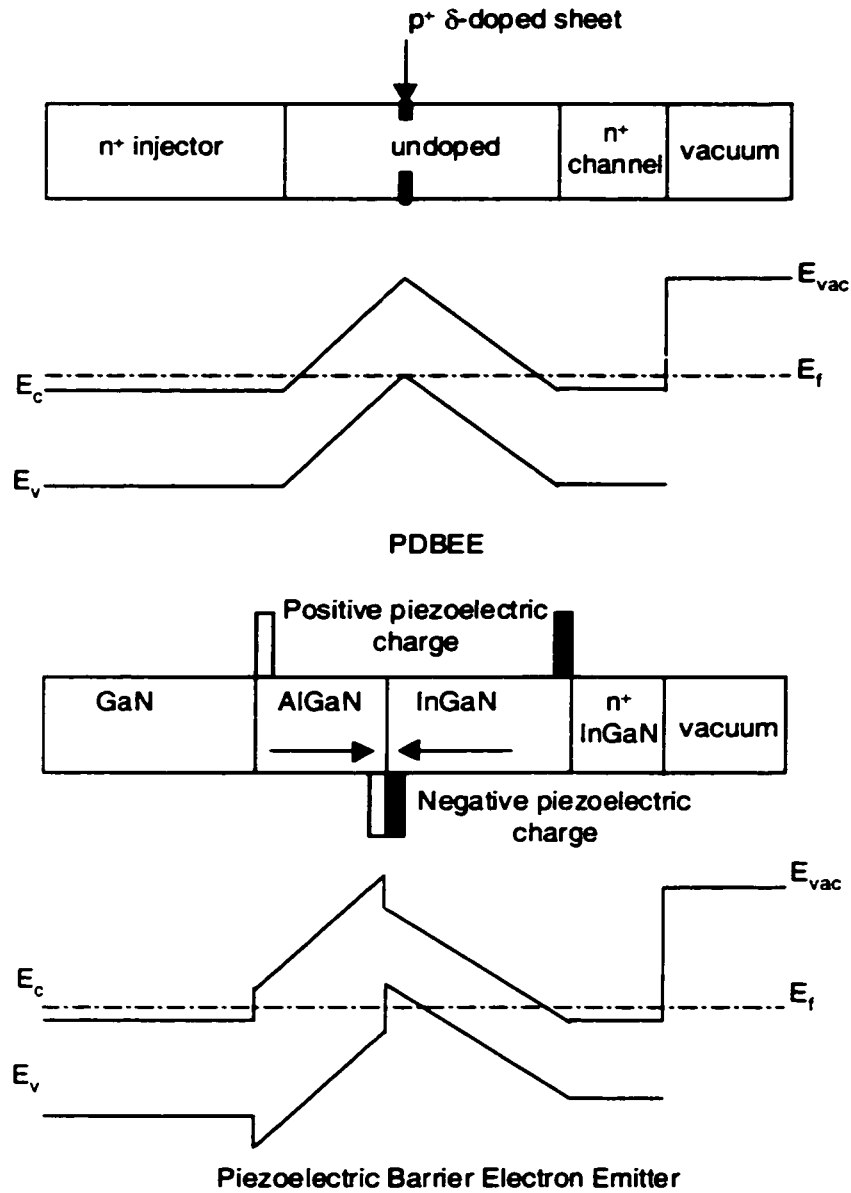 p⁺ δ-doped sheet
n⁺ injector
undoped
n⁺
channel
vacuum
E_vac
E_c
E_f
E_v
PDBEE
Positive piezoelectric
charge
GaN
AlGaN
InGaN
n⁺
InGaN
vacuum
Negative piezoelectric
charge
E_vac
E_c
E_f
E_v
Piezoelectric Barrier Electron Emitter